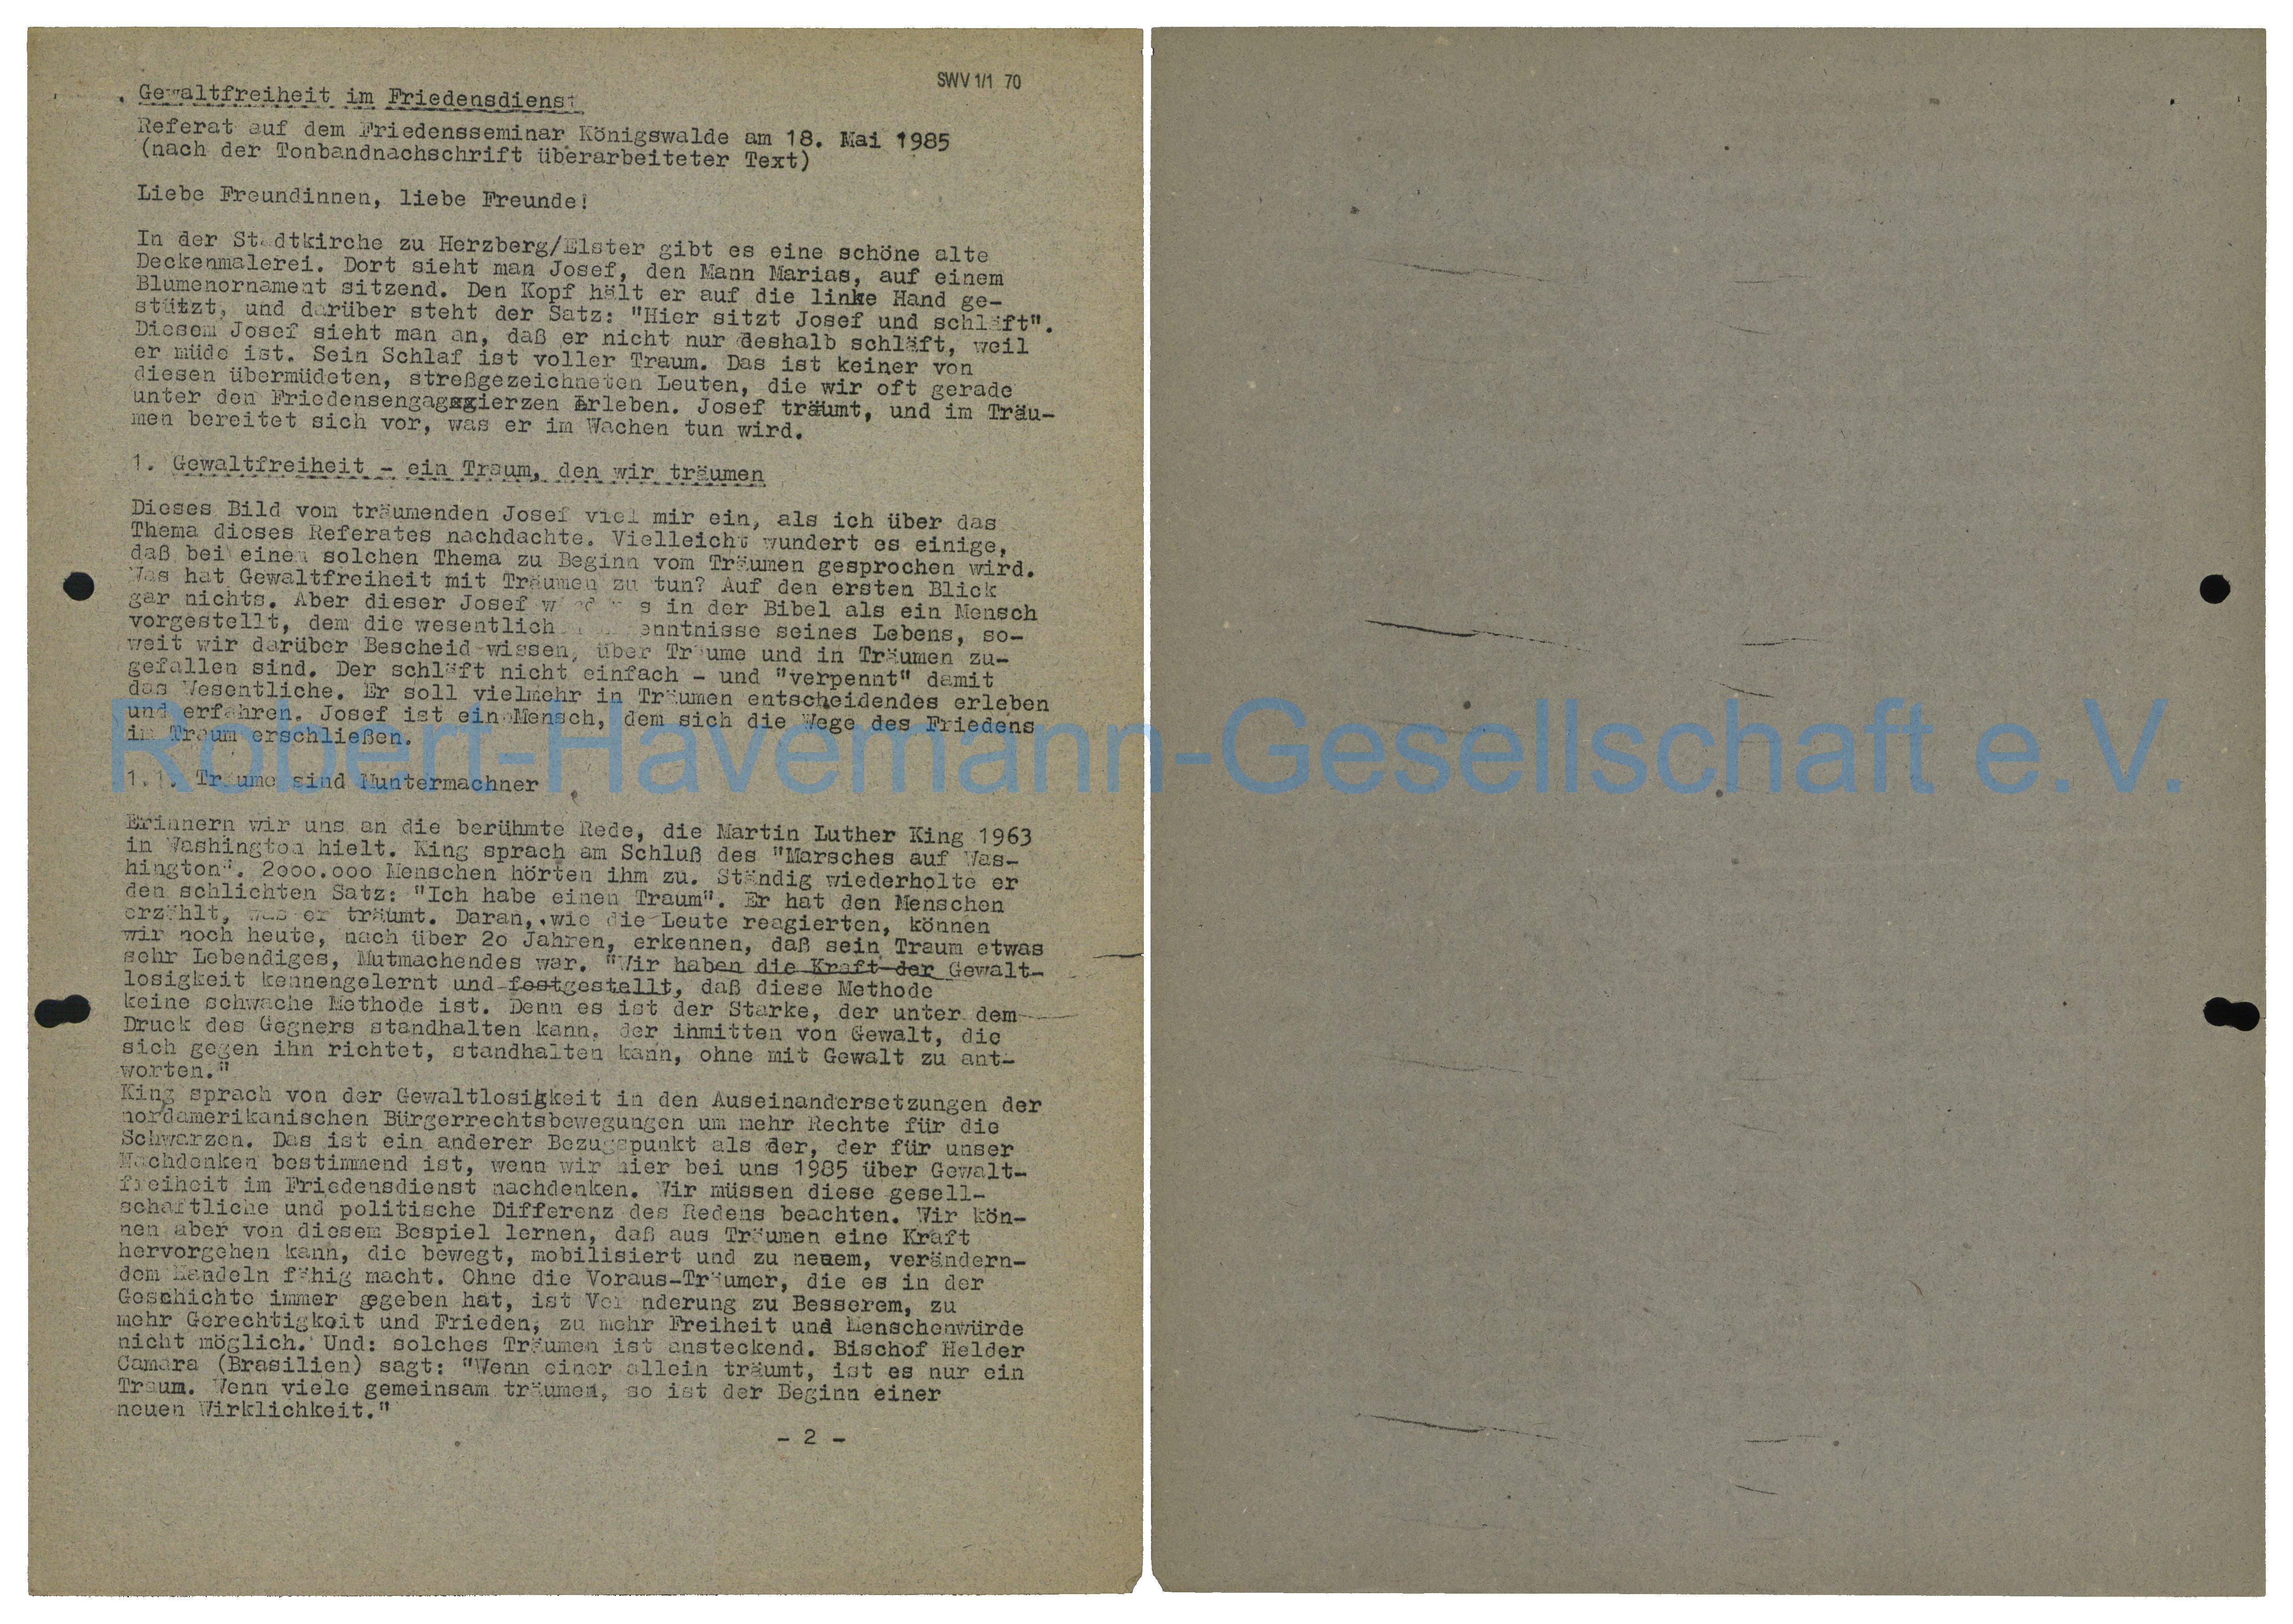 SWV 1/1 70
Gewaltfreiheit im Friedensdienst
Referat auf dem Friedensseminar Königswalde am 18. Mai 1985
(nach der Tonbandnachschrift überarbeiteter Text)
Liebe Freundinnen, liebe Freunde!
In der Stadtkirche zu Herzberg/Elster gibt es eine schöne alte
Deckenmalerei. Dort sieht man Josef, den Mann Marias, auf einem
Blumenornament sitzend. Den Kopf hält er auf die linke Hand ge-
stützt, und darüber steht der Satz: "Hier sitzt Josef und schläft".
Diesem Josef sieht man an, daß er nicht nur deshalb schläft, weil
er müde ist. Sein Schlaf ist voller Traum. Das ist keiner von
diesen übermüdeten, streßgezeichneten Leuten, die wir oft gerade
unter den erleben. Josef träumt, und im Träu-
men bereitet sich vor, was er im Wachen tun wird.
1. Gewaltfreiheit - ein Traum, den wir träumen
Dieses Bild vom träumenden Josef viel mir ein, als ich über das
Thema dieses Referates nachdachte. Vielleicht wundert es einige,
daß bei einem solchen Thema zu Beginn vom Träumen gesprochen wird.
Was hat Gewaltfreiheit mit Träumen zu tun? Auf den ersten Blick
gar nichts. Aber dieser Josef in der Bibel als ein Mensch
vorgestellt, dem die seines Lebens, so-
weit wir darüber Bescheid wissen, über Träume und in Träumen zu-
gefallen sind. Der schläft nicht einfach - und "verpennt" damit
das Wesentliche. Er soll vielmehr in Träumen entscheidendes erleben
und erfahren. Josef ist ein Mensch, dem sich die Wege des Friedens
im Traum erschließen.
1.1. Träume sind Muntermachner
Erinnern wir uns an die berühmte Rede, die Martin Luther King 1963
in Washington hielt. King sprach am Schluß des "Marsches auf Was-
hington". 2000.000 Menschen hörten ihm zu. Ständig wiederholte er
den schlichten Satz: "Ich habe einen Traum". Er hat den Menschen
erzählt, was er träumt. Daran, wie die Leute reagierten, können
wir noch heute, nach über 20 Jahren, erkennen, daß sein Traum etwas
sehr Lebendiges, Mutmachendes war. "Wir haben die Kraft der Gewalt-
losigkeit kennengelernt und festgestellt, daß diese Methode
keine schwache Methode ist. Denn es ist der Starke, der unter dem
Druck des Gegners standhalten kann, der inmitten von Gewalt, die
sich gegen ihn richtet, standhalten kann, ohne mit Gewalt zu ant-
worten."
King sprach von der Gewaltlosigkeit in den Auseinandersetzungen der
nordamerikanischen Bürgerrechtsbewegungen um mehr Rechte für die
Schwarzen. Das ist ein anderer Bezugspunkt als der, der für unser
Nachdenken bestimmend ist, wenn wir hier bei uns 1985 über Gewalt-
freiheit im Friedensdienst nachdenken. Wir müssen diese gesell-
schaftliche und politische Differenz des Redens beachten. Wir kön-
nen aber von diesem Bespiel lernen, daß aus Träumen eine Kraft
hervorgehen kann, die bewegt, mobilisiert und zu neuem, verändern-
dem Handeln fähig macht. Ohne die Voraus-Träumer, die es in der
Geschichte immer gegeben hat, ist Veränderung zu Besserem, zu
mehr Gerechtigkeit und Frieden, zu mehr Freiheit und Menschenwürde
nicht möglich. Und: solches Träumen ist ansteckend. Bischof Helder
Camara (Brasilien) sagt: "Wenn einer allein träumt, ist es nur ein
Traum. Wenn viele gemeinsam träumen, so ist der Beginn einer
neuen Wirklichkeit."
- 2 -
Robert-Havemann-Gesellschaft e.V.